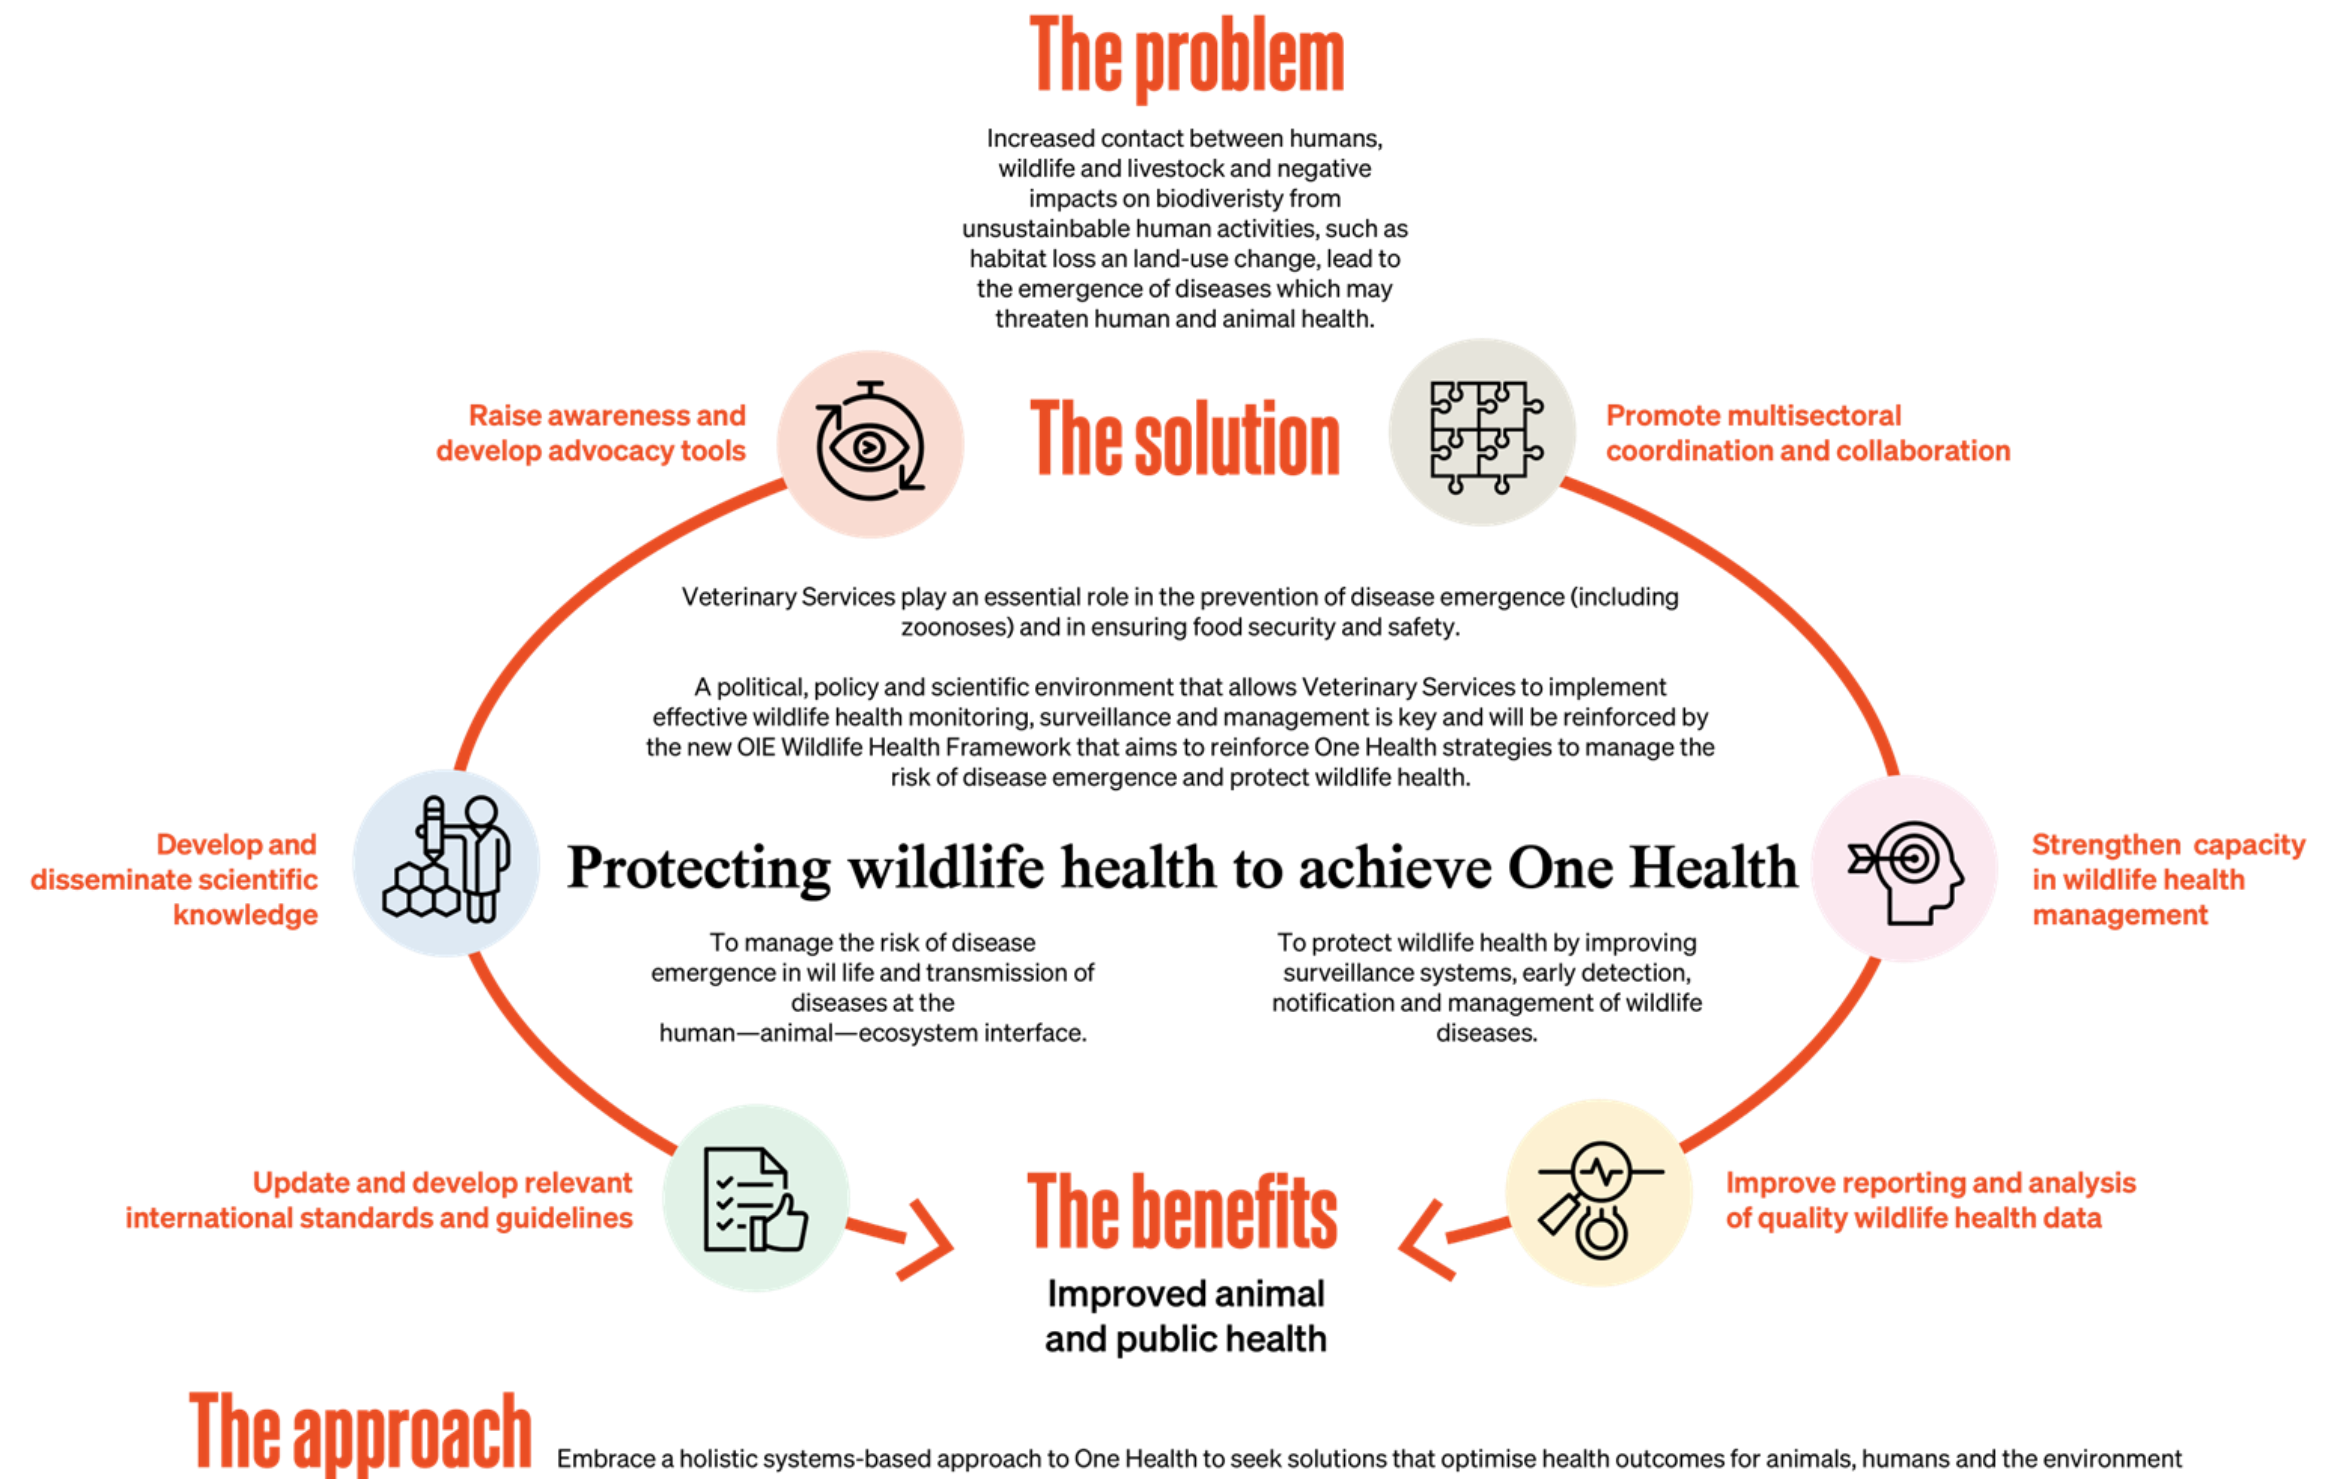 The problem
Increased contact between humans,
wildlife and livestock and negative
impacts on biodiveristy from
unsustainbable human activities, such as
habitat loss an land-use change, lead to
the emergence of diseases which may
threaten human and animal health.
Raise awareness and
develop advocacy tools
The solution
Promote multisectoral
coordination and collaboration
Veterinary Services play an essential role in the prevention of disease emergence (including
zoonoses) and in ensuring food security and safety.
A political, policy and scientific environment that allows Veterinary Services to implement
effective wildlife health monitoring, surveillance and management is key and will be reinforced by
the new OIE Wildlife Health Framework that aims to reinforce One Health strategies to manage the
risk of disease emergence and protect wildlife health.
Develop and
disseminate scientific
knowledge
Protecting wildlife health to achieve One Health
Strengthen capacity
in wildlife health
management
To manage the risk of disease
emergence in wil life and transmission of
diseases at the
human—animal—ecosystem interface.
To protect wildlife health by improving
surveillance systems, early detection,
notification and management of wildlife
diseases.
Update and develop relevant
international standards and guidelines
The benefits
Improved animal
and public health
Improve reporting and analysis
of quality wildlife health data
The approach
Embrace a holistic systems-based approach to One Health to seek solutions that optimise health outcomes for animals, humans and the environment